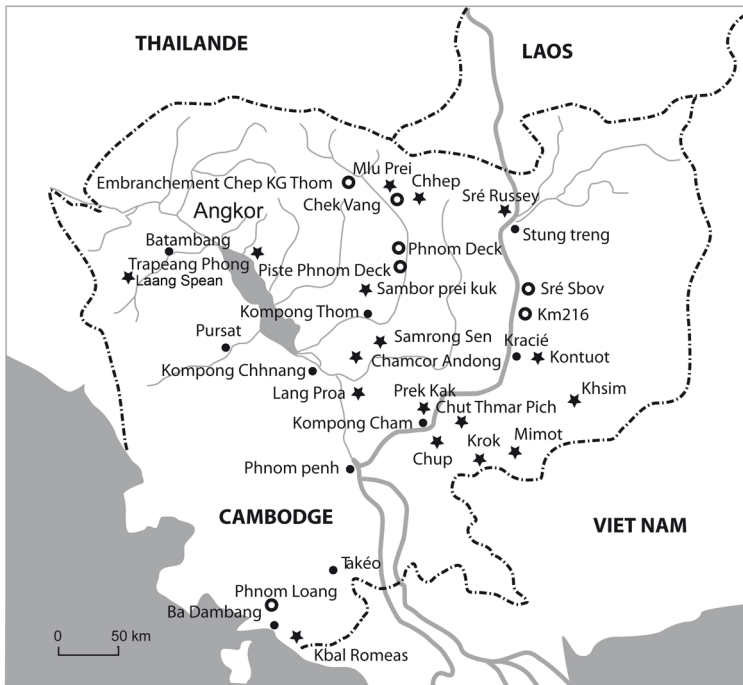 THAILANDE
LAOS
Mlu Prei
Embranchement Chep KG Thom
Chhep
Chek Vang
Sré Russey
Angkor
Stung treng
Batambang
Phnom Deck
Trapeang Phong
Piste Phnom Deck
Laang Spean
Sambor prei kuk
Sré Sbov
Kompong Thom
Km216
Pursat
Samrong Sen
Kracié
Chamcor Andong
Kontuot
Kompong Chhnang
Lang Proa
Prek Kak
Khsim
Chut Thmar Pich
Kompong Cham
Krok
Mimot
Chup
Phnom penh
CAMBODGE
VIET NAM
Takéo
Phnom Loang
Ba Dambang
0 50 km
Kbal Romeas